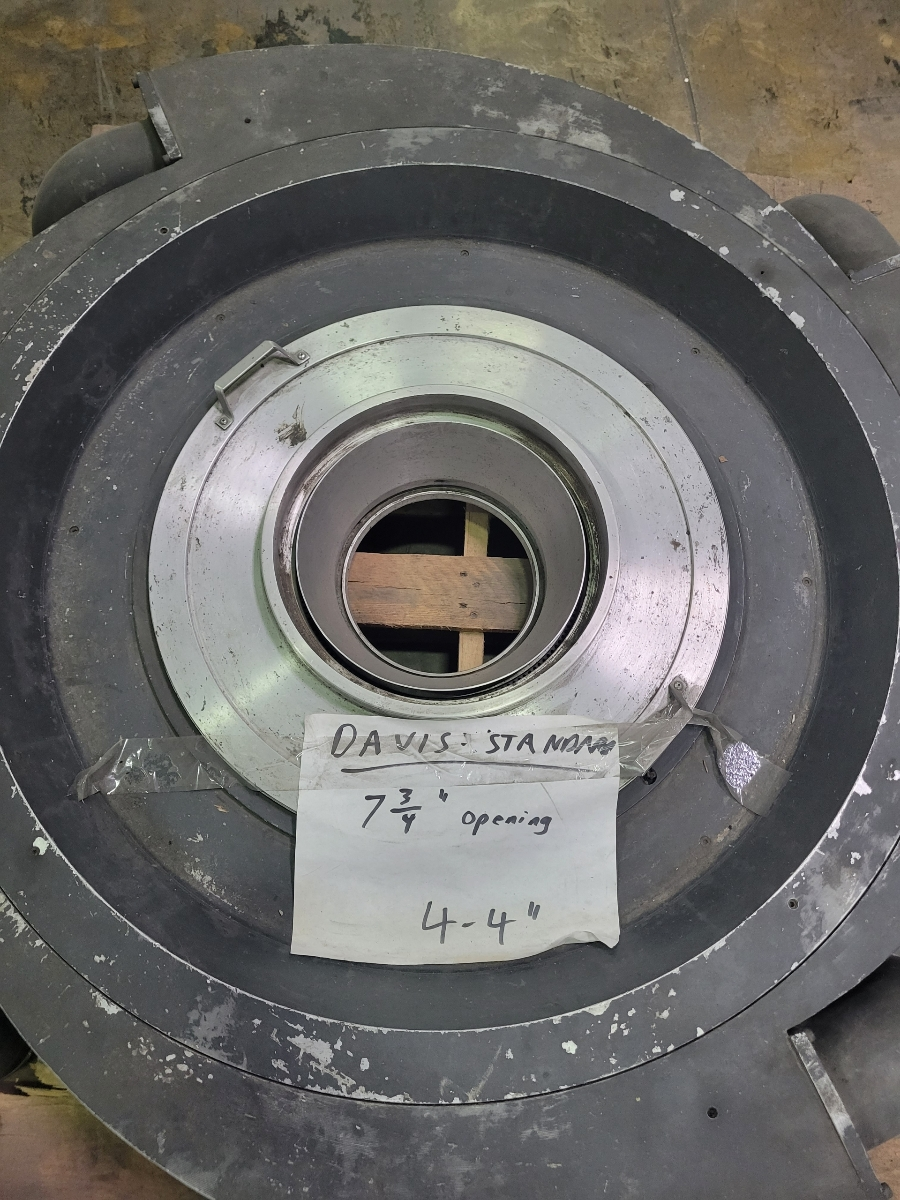 DAVIS-STANDARD
7 3/4" opening
4-4"